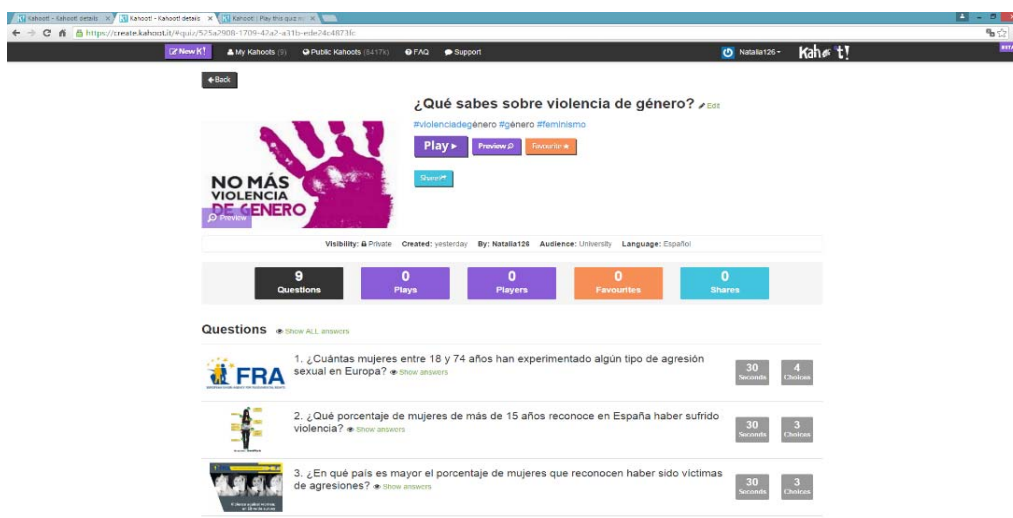 Kahoot! - Kahoot! details
Kahoot! - Kahoot! details
Kahoot! | Play this quiz n
https://create.kahoot.it/#quiz/525a2908-1709-42a2-a31b-ede24c4873fc
New K!
My Kahoots (9)
Public Kahoots (8417k)
FAQ
Support
Natalia126
Kahoot!
Back
¿Qué sabes sobre violencia de género? Edit
#violenciadegénero #género #feminismo
Play
Preview
Favourite
Share
NO MÁS
VIOLENCIA
DE GENERO
Preview
Visibility: Private Created: yesterday By: Natalia126 Audience: University Language: Español
9
Questions
0
Plays
0
Players
0
Favourites
0
Shares
Questions Show ALL answers
FRA
1. ¿Cuántas mujeres entre 18 y 74 años han experimentado algún tipo de agresión
sexual en Europa? Show answers
30
Seconds
4
Choices
2. ¿Qué porcentaje de mujeres de más de 15 años reconoce en España haber sufrido
violencia? Show answers
30
Seconds
3
Choices
3. ¿En qué país es mayor el porcentaje de mujeres que reconocen haber sido víctimas
de agresiones? Show answers
30
Seconds
3
Choices